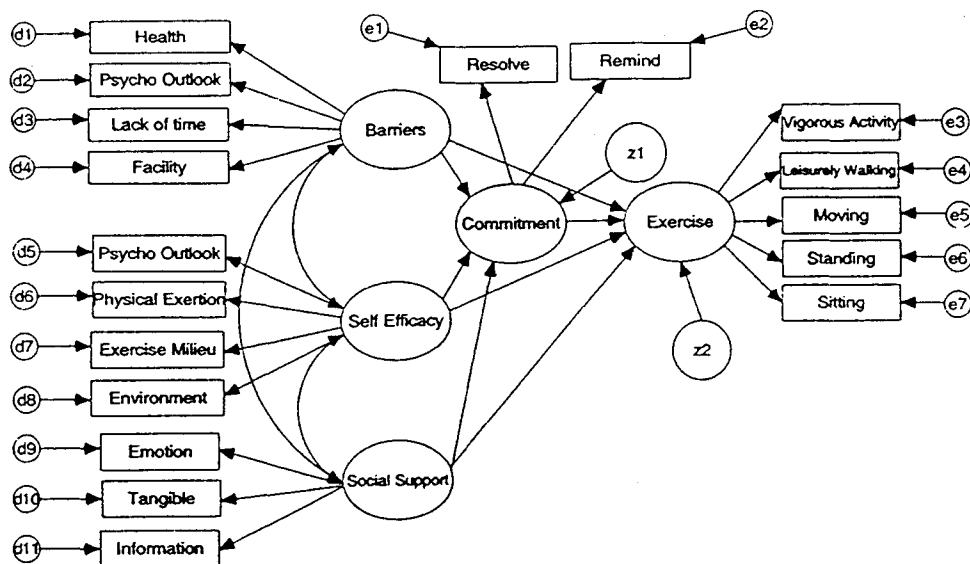 d1
Health
d2
Psycho Outlook
d3
Lack of time
d4
Facility
Barriers
e1
Resolve
e2
Remind
z1
Commitment
Exercise
Vigorous Activity
e3
Leisurely Walking
e4
Moving
e5
Standing
e6
Sitting
e7
z2
d5
Psycho Outlook
d6
Physical Exertion
d7
Exercise Milieu
d8
Environment
Self Efficacy
d9
Emotion
d10
Tangible
d11
Information
Social Support